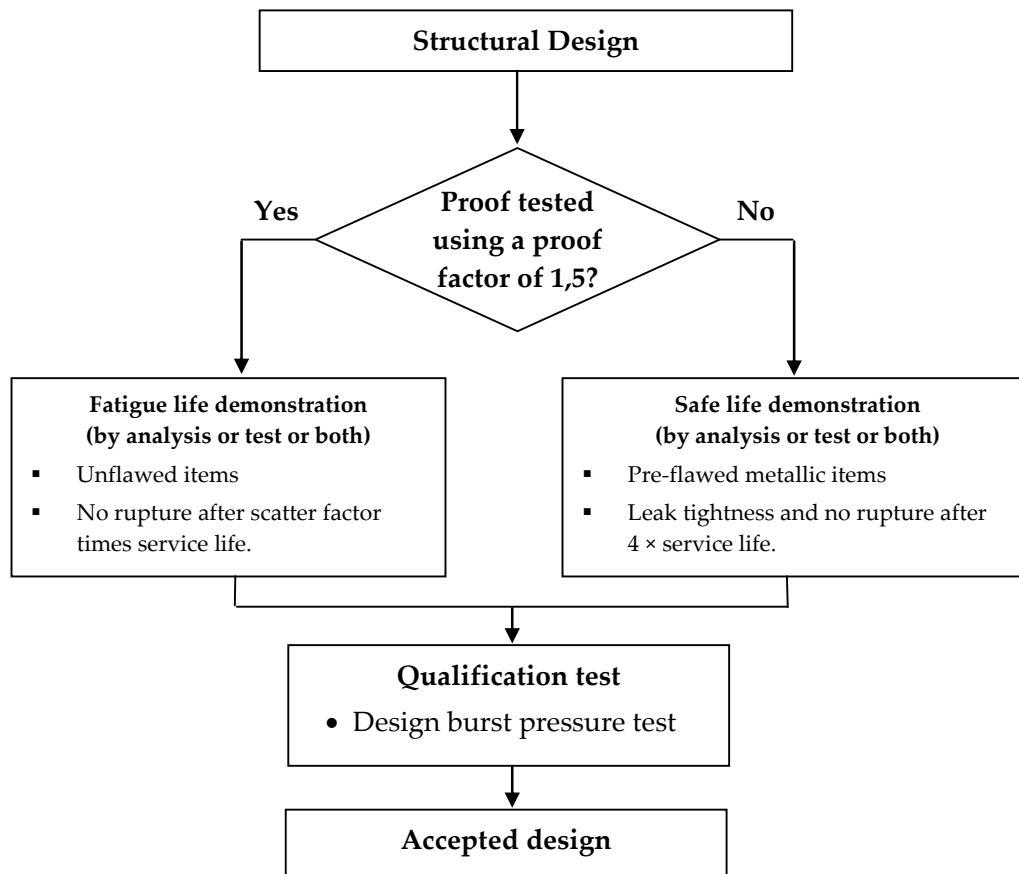 Structural Design
Yes
Proof tested
using a proof
factor of 1,5?
No
Fatigue life demonstration
(by analysis or test or both)
▪ Unflawed items
▪ No rupture after scatter factor
times service life.
Safe life demonstration
(by analysis or test or both)
▪ Pre-flawed metallic items
▪ Leak tightness and no rupture after
4 × service life.
Qualification test
• Design burst pressure test
Accepted design